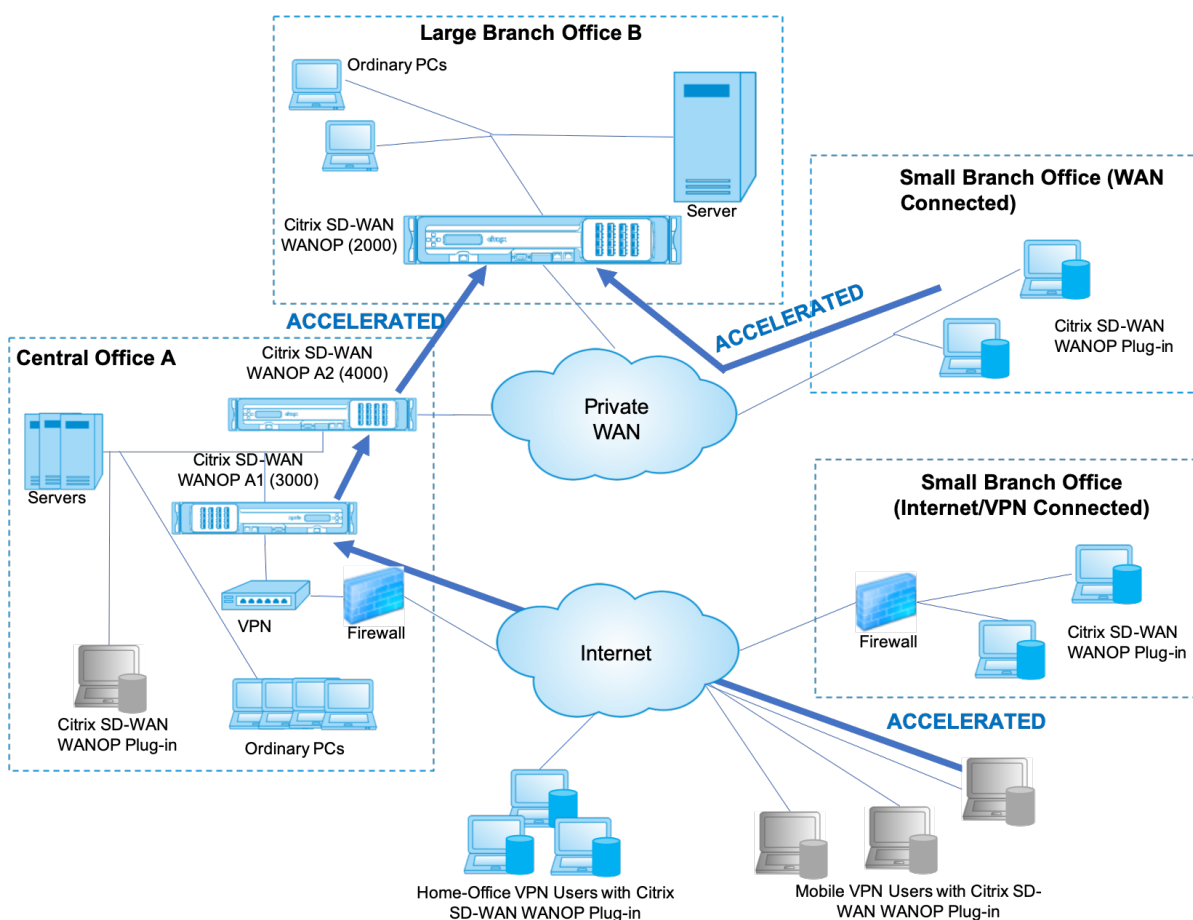 Large Branch Office B
Ordinary PCs
Server
Citrix SD-WAN
WANOP (2000)
Small Branch Office (WAN
Connected)
Citrix SD-WAN
WANOP Plug-in
ACCELERATED
ACCELERATED
Central Office A
Citrix SD-WAN
WANOP A2 (4000)
Servers
Citrix SD-WAN
WANOP A1 (3000)
Private
WAN
VPN
Firewall
Citrix SD-WAN
WANOP Plug-in
Ordinary PCs
Internet
Small Branch Office
(Internet/VPN Connected)
Firewall
Citrix SD-WAN
WANOP Plug-in
ACCELERATED
Home-Office VPN Users with Citrix
SD-WAN WANOP Plug-in
Mobile VPN Users with Citrix SD-
WAN WANOP Plug-in